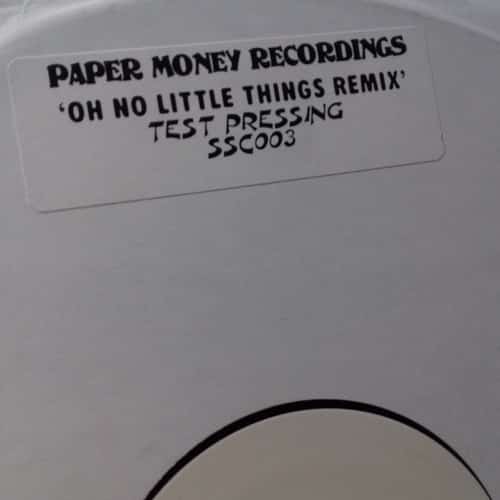 PAPER MONEY RECORDINGS
‘OH NO LITTLE THINGS REMIX’
TEST PRESSING
SSC003